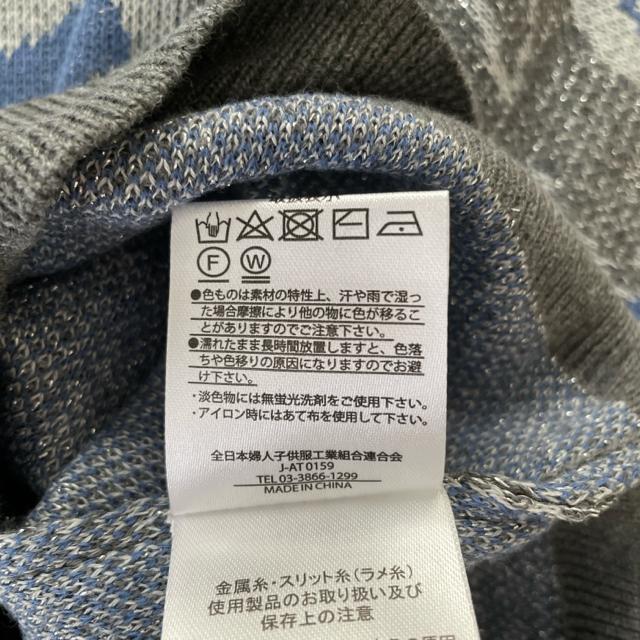 F W
●色ものは素材の特性上、汗や雨で湿っ
た場合摩擦により他の物に色が移るこ
とがありますのでご注意下さい。
●濡れたまま長時間放置しますと、色落
ちや色移りの原因になりますのでお避
け下さい。
・淡色物には無蛍光洗剤をご使用下さい。
・アイロン時にはあて布を使用して下さい。
全日本婦人子供服工業組合連合会
J-AT 0159
TEL 03-3866-1299
MADE IN CHINA
金属糸・スリット糸(ラメ糸)
使用製品のお取り扱い及び
保存上の注意